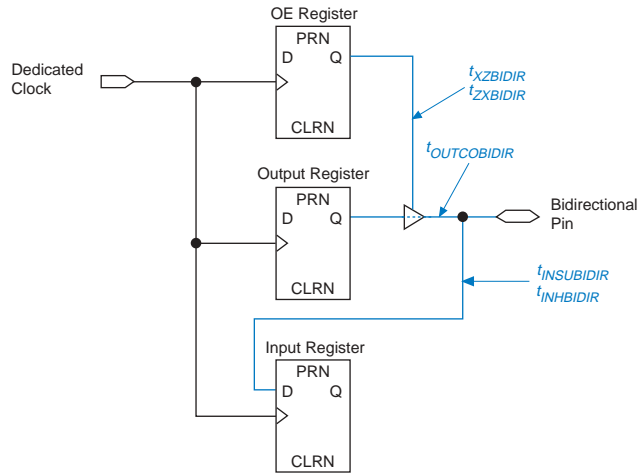 OE Register
PRN
D Q
CLRN
Dedicated
Clock
tXZBIDIR
tZXBIDIR
tOUTCOBIDIR
Output Register
PRN
D Q
CLRN
Bidirectional
Pin
tINSUBIDIR
tINHBIDIR
Input Register
PRN
D Q
CLRN